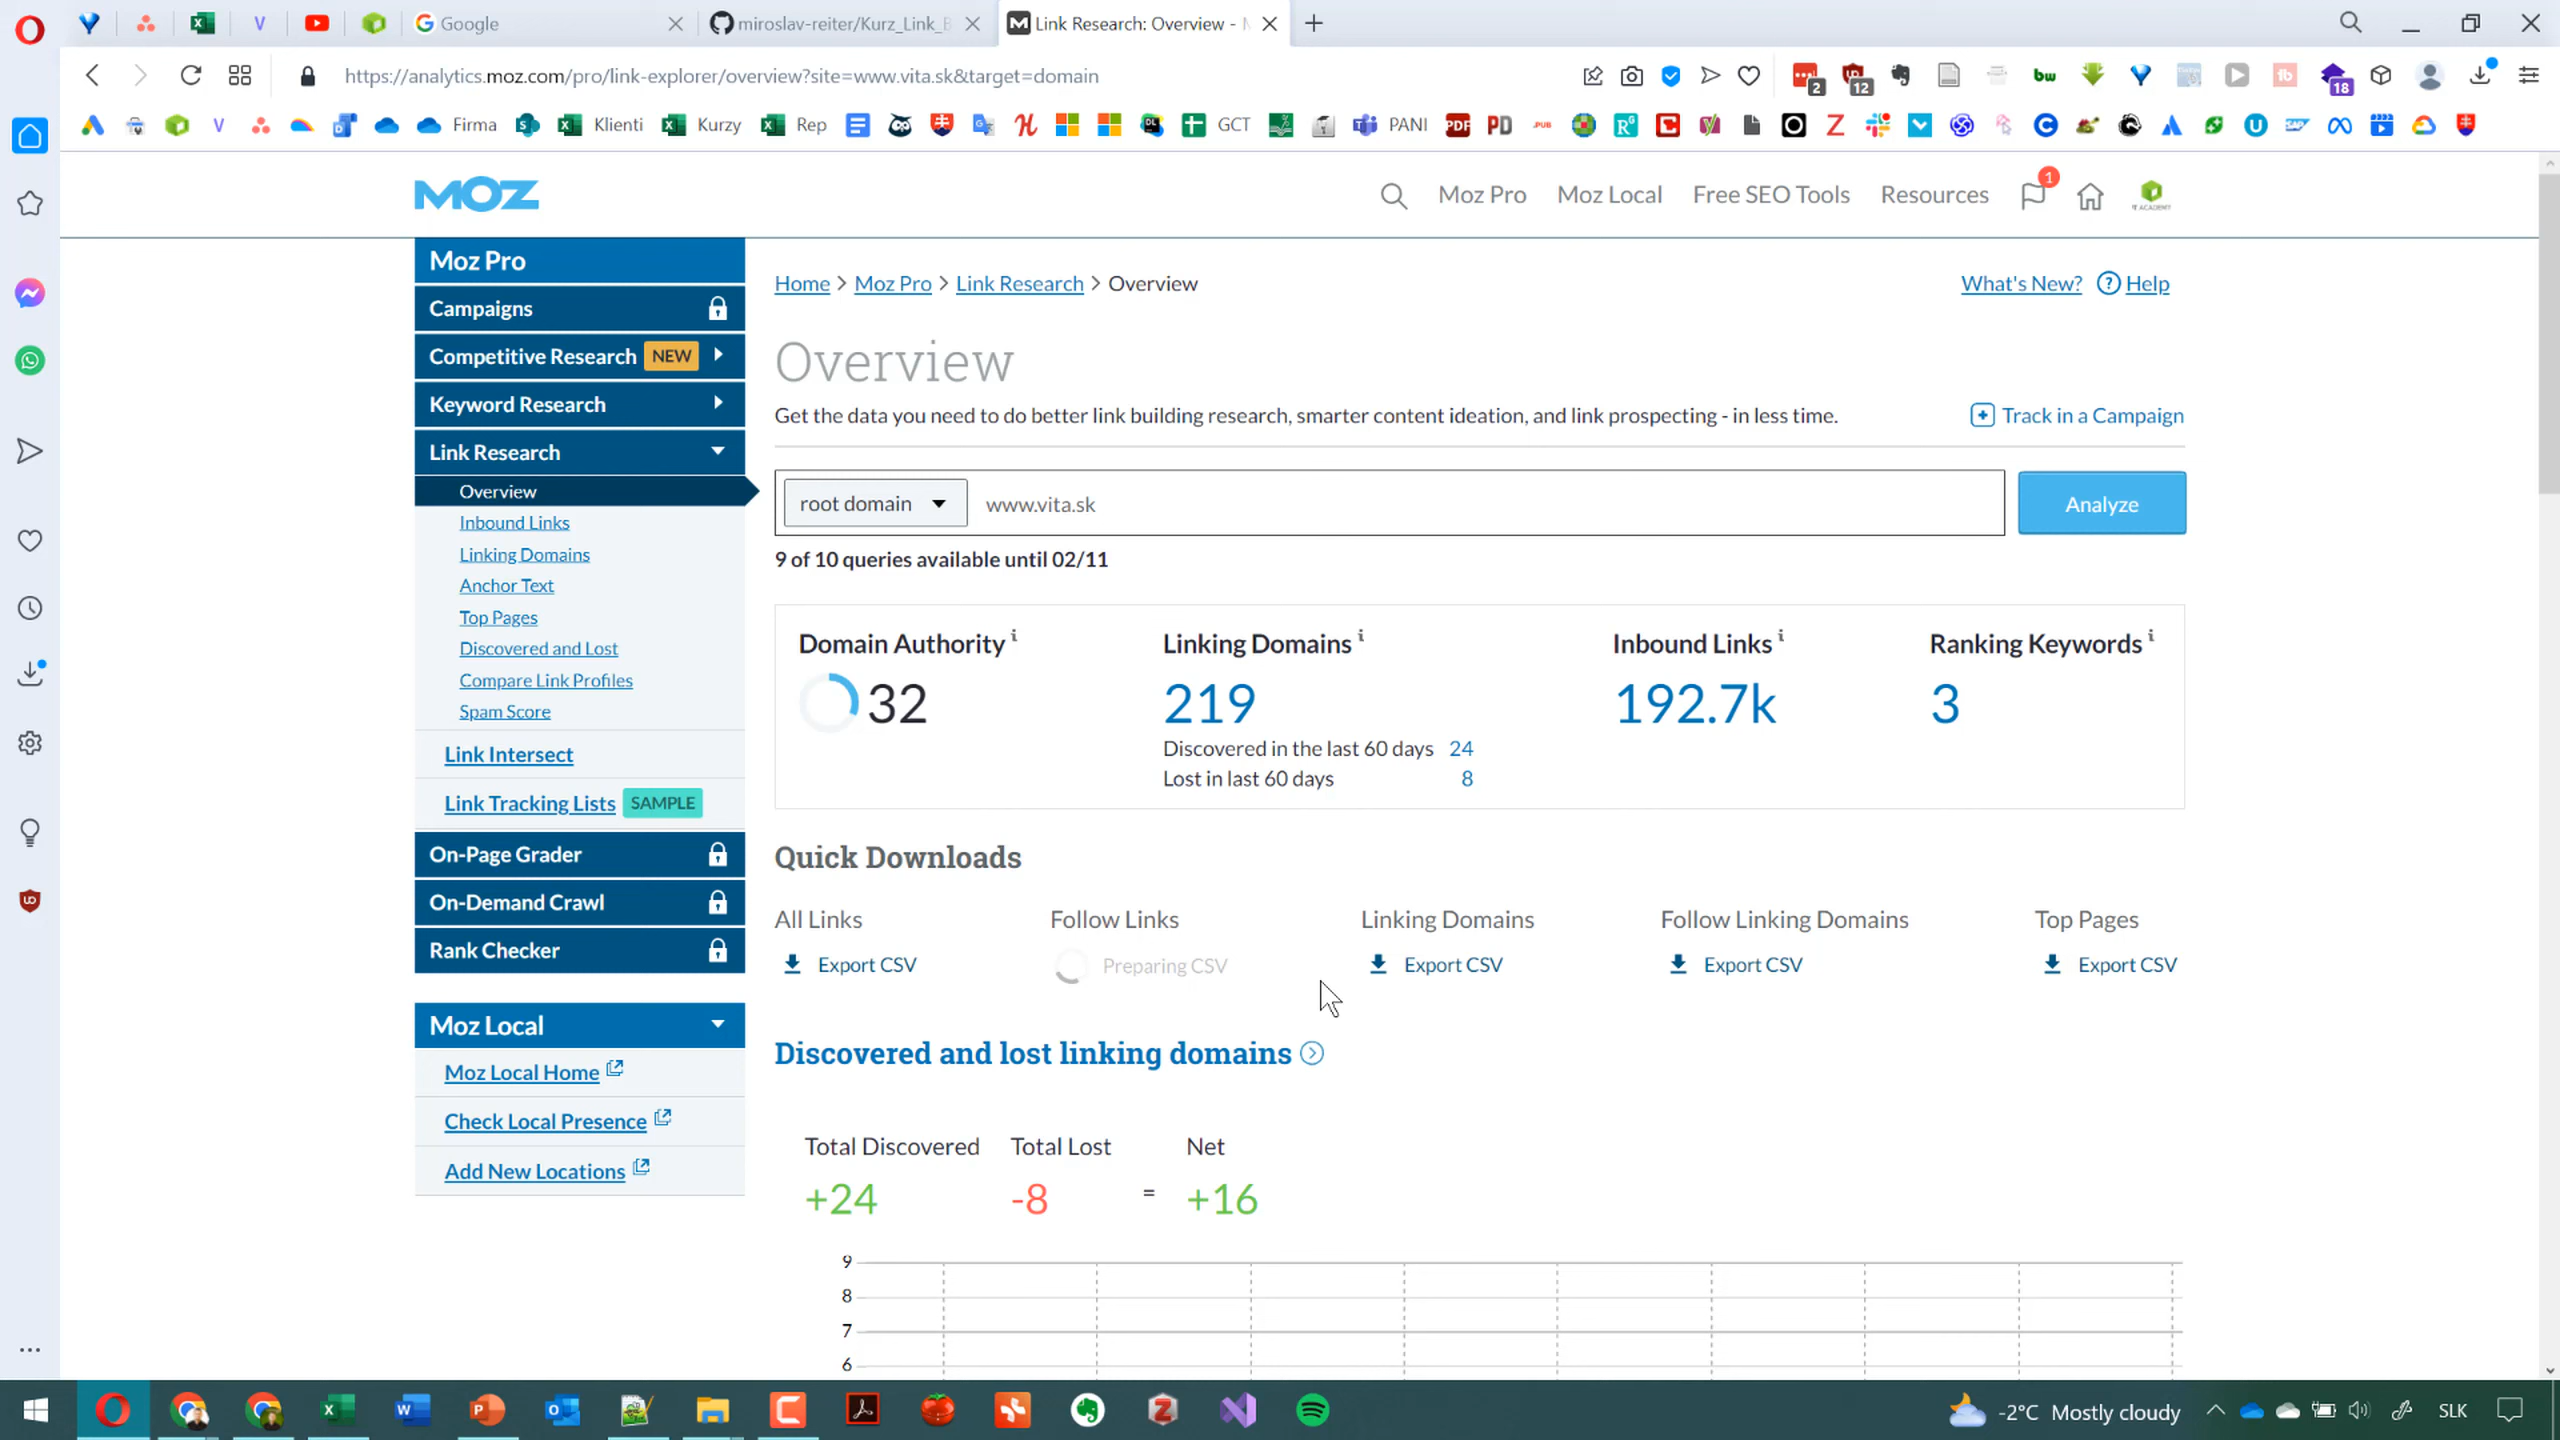 Google
miroslav-reiter/Kurz_Link_B
Link Research: Overview - M
https://analytics.moz.com/pro/link-explorer/overview?site=www.vita.sk&target=domain
2
12
bw
18
Firma
Klienti
Kurzy
Rep
GCT
PANI
MOZ
Moz Pro
Moz Local
Free SEO Tools
Resources
1
IT ACADEMY
Moz Pro
Campaigns
Competitive Research NEW
Keyword Research
Link Research
Overview
Inbound Links
Linking Domains
Anchor Text
Top Pages
Discovered and Lost
Compare Link Profiles
Spam Score
Link Intersect
Link Tracking Lists SAMPLE
On-Page Grader
On-Demand Crawl
Rank Checker
Moz Local
Moz Local Home
Check Local Presence
Add New Locations
Home > Moz Pro > Link Research > Overview
What's New? ? Help
Overview
Get the data you need to do better link building research, smarter content ideation, and link prospecting - in less time.
Track in a Campaign
root domain
www.vita.sk
Analyze
9 of 10 queries available until 02/11
Domain Authority i
32
Linking Domains i
219
Discovered in the last 60 days 24
Lost in last 60 days 8
Inbound Links i
192.7k
Ranking Keywords i
3
Quick Downloads
All Links
Export CSV
Follow Links
Preparing CSV
Linking Domains
Export CSV
Follow Linking Domains
Export CSV
Top Pages
Export CSV
Discovered and lost linking domains
Total Discovered Total Lost Net
+24 -8 = +16
9
8
7
6
-2°C Mostly cloudy
SLK